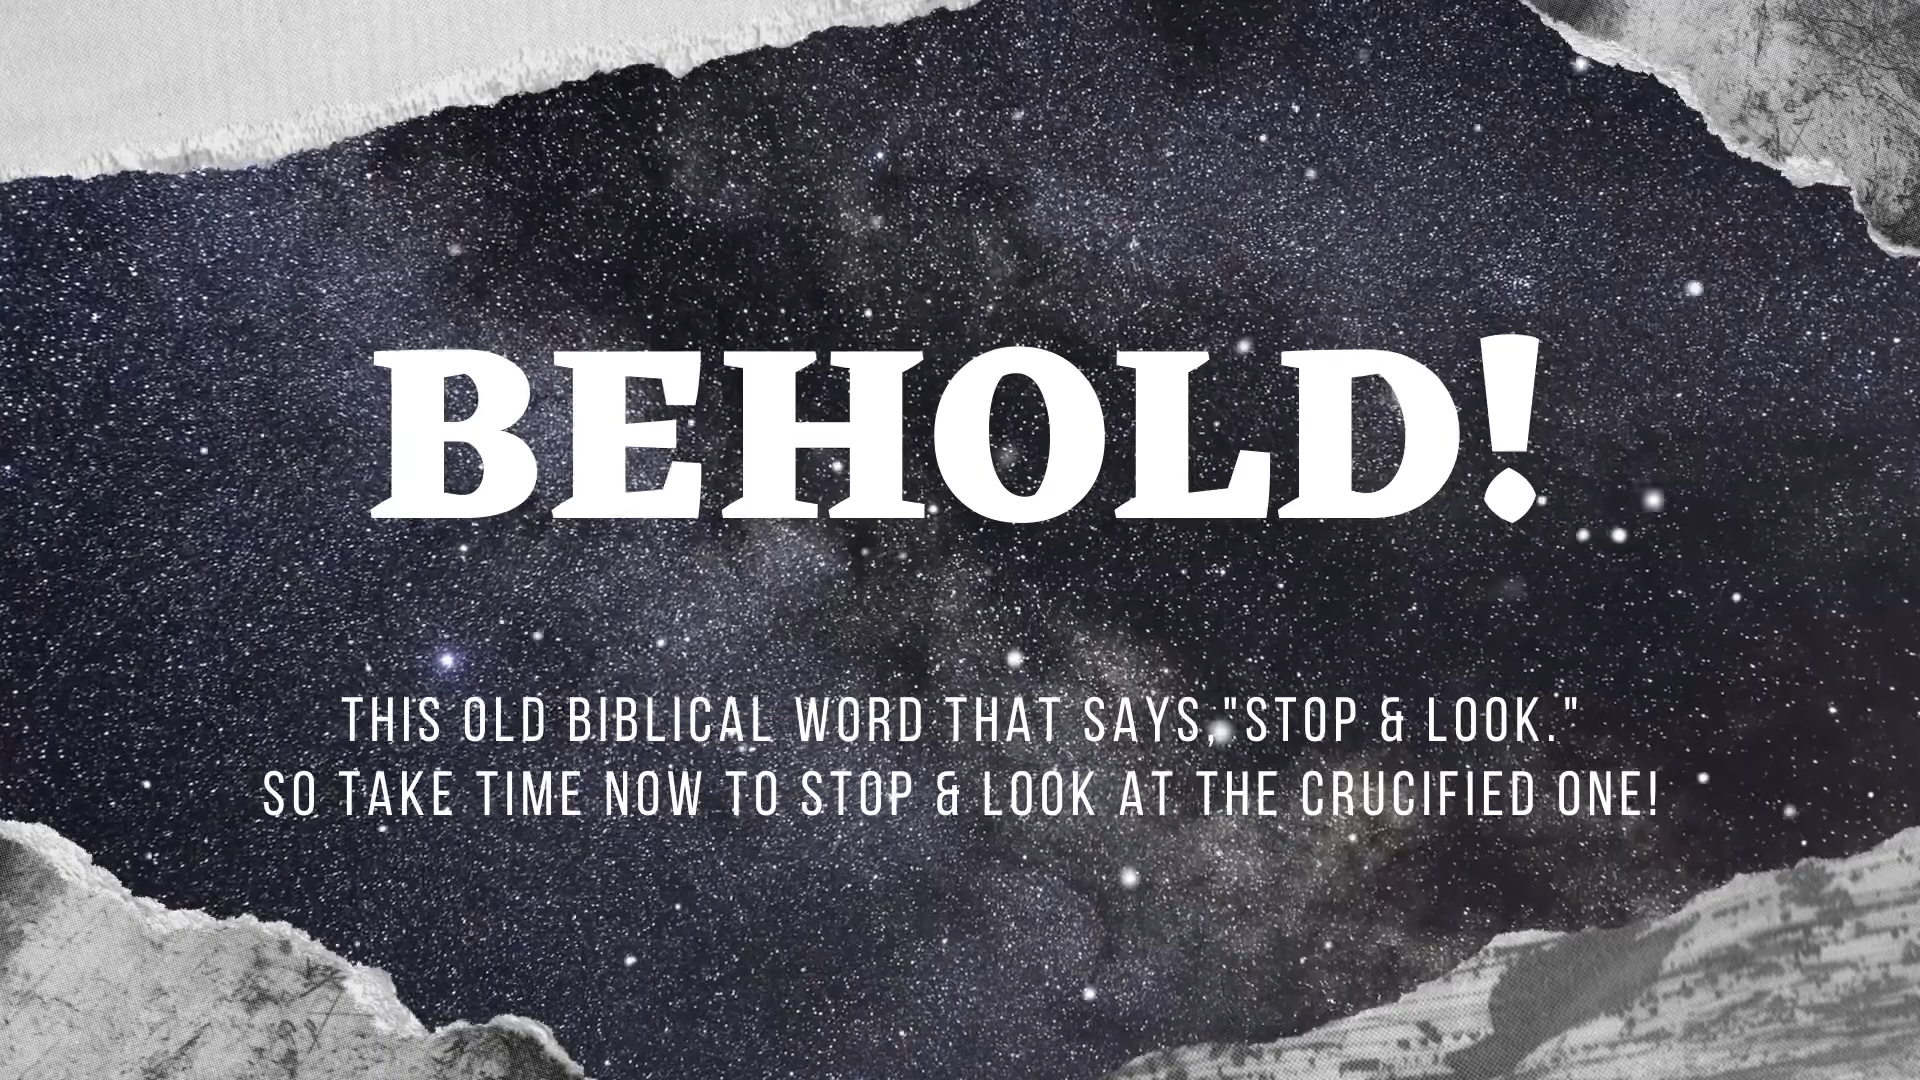 BEHOLD!
THIS OLD BIBLICAL WORD THAT SAYS,"STOP & LOOK."
SO TAKE TIME NOW TO STOP & LOOK AT THE CRUCIFIED ONE!